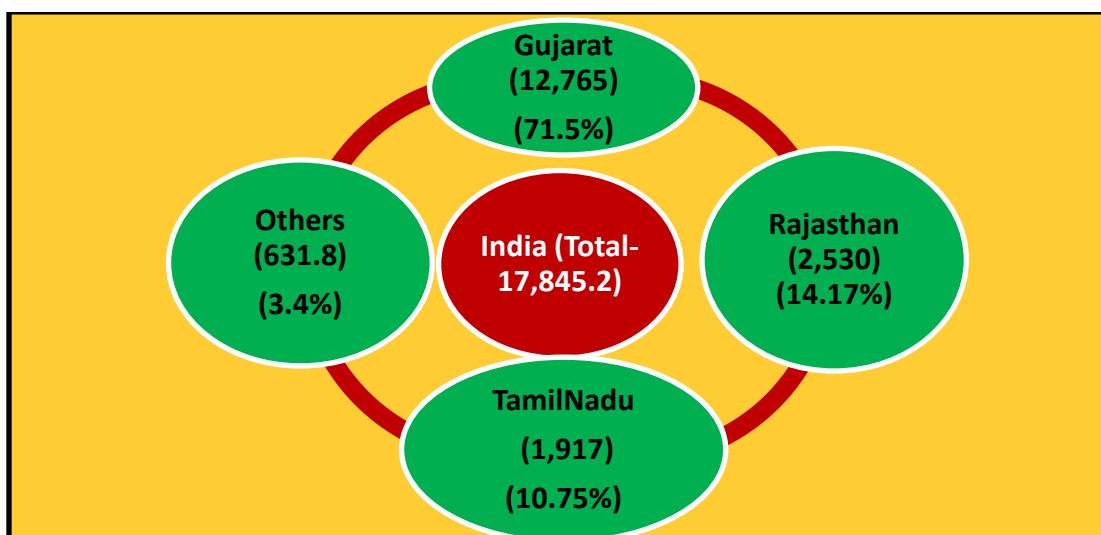 Gujarat
(12,765)
(71.5%)
Others
(631.8)
(3.4%)
India (Total-
17,845.2)
Rajasthan
(2,530)
(14.17%)
TamilNadu
(1,917)
(10.75%)